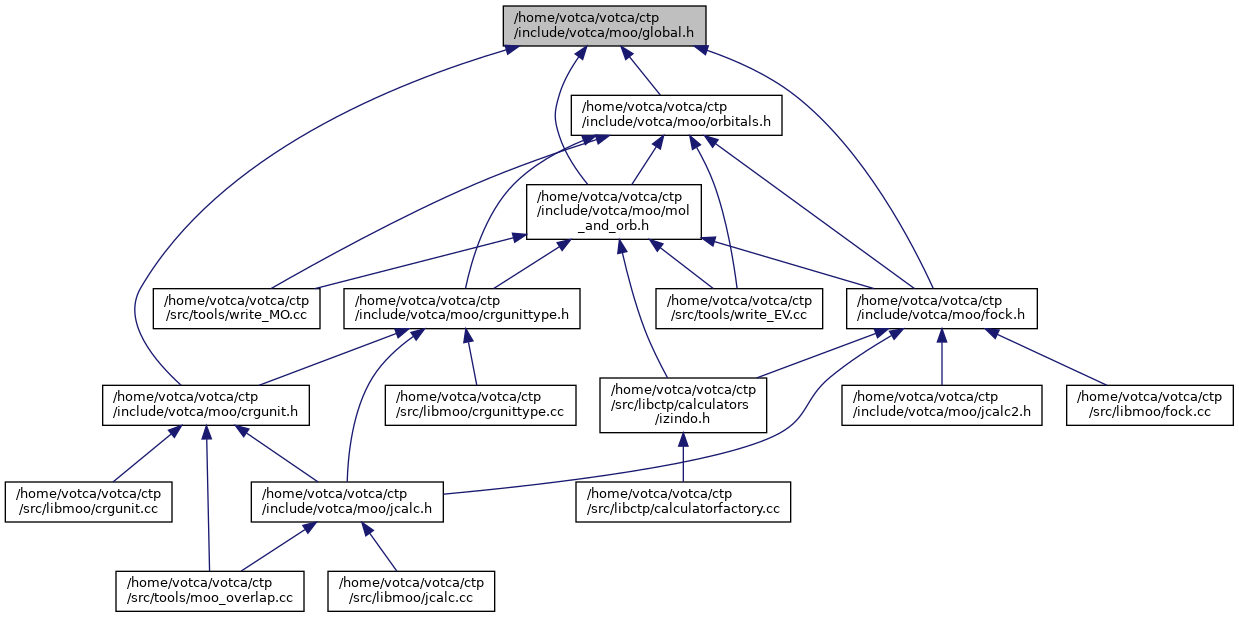 /home/votca/votca/ctp
/include/votca/moo/global.h
/home/votca/votca/ctp
/include/votca/moo/orbitals.h
/home/votca/votca/ctp
/include/votca/moo/mol
_and_orb.h
/home/votca/votca/ctp
/src/tools/write_MO.cc
/home/votca/votca/ctp
/include/votca/moo/crgunittype.h
/home/votca/votca/ctp
/src/tools/write_EV.cc
/home/votca/votca/ctp
/include/votca/moo/fock.h
/home/votca/votca/ctp
/include/votca/moo/crgunit.h
/home/votca/votca/ctp
/src/libmoo/crgunittype.cc
/home/votca/votca/ctp
/src/libctp/calculators
/izindo.h
/home/votca/votca/ctp
/include/votca/moo/jcalc2.h
/home/votca/votca/ctp
/src/libmoo/fock.cc
/home/votca/votca/ctp
/src/libmoo/crgunit.cc
/home/votca/votca/ctp
/include/votca/moo/jcalc.h
/home/votca/votca/ctp
/src/libctp/calculatorfactory.cc
/home/votca/votca/ctp
/src/tools/moo_overlap.cc
/home/votca/votca/ctp
/src/libmoo/jcalc.cc